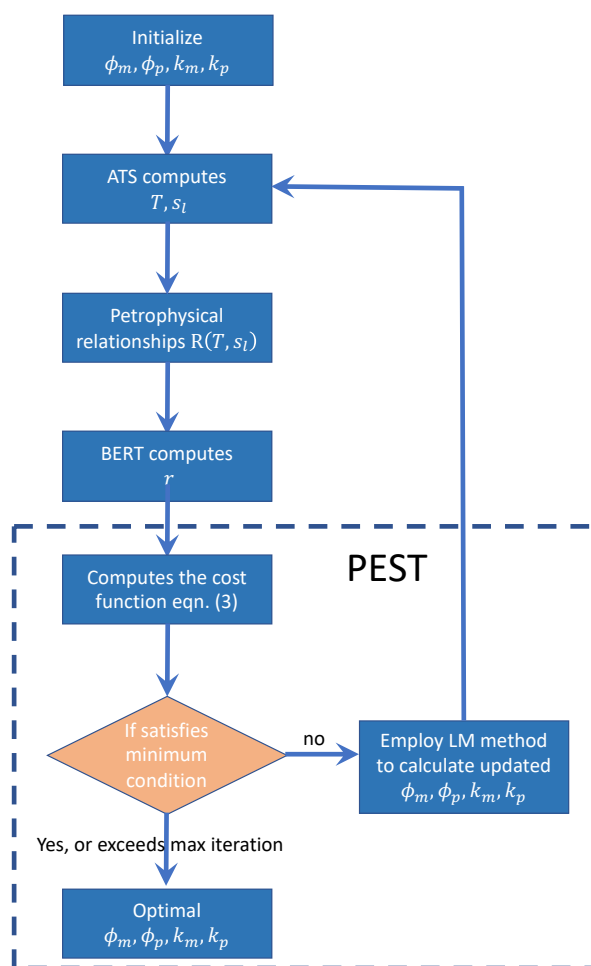 Initialize
ϕm, ϕp, km, kp
ATS computes
T, sl
Petrophysical
relationships R(T, sl)
BERT computes
r
PEST
Computes the cost
function eqn. (3)
If satisfies
minimum
condition
no
Employ LM method
to calculate updated
ϕm, ϕp, km, kp
Yes, or exceeds max iteration
Optimal
ϕm, ϕp, km, kp